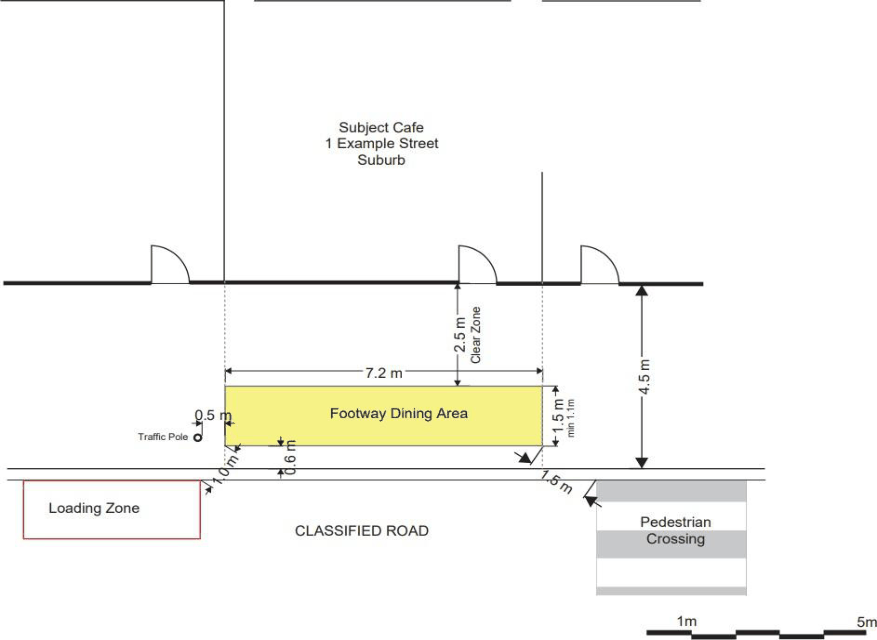 Subject Cafe
1 Example Street
Suburb
2.5 m
Clear Zone
4.5 m
7.2 m
0.5 m
Footway Dining Area
1.5 m
min 1.1m
Traffic Pole
0.6 m
1.0 m
1.5 m
Loading Zone
CLASSIFIED ROAD
Pedestrian
Crossing
1m
5m